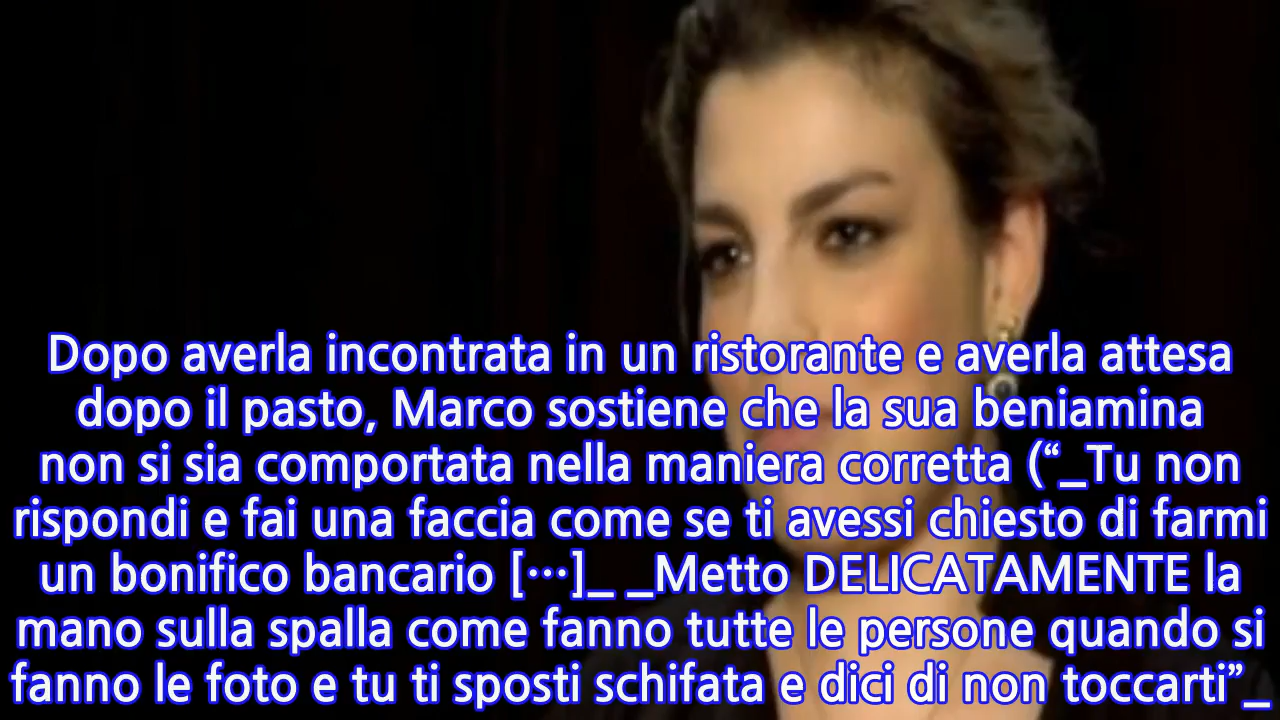 Dopo averla incontrata in un ristorante e averla attesa
dopo il pasto, Marco sostiene che la sua beniamina
non si sia comportata nella maniera corretta (“_Tu non
rispondi e fai una faccia come se ti avessi chiesto di farmi
un bonifico bancario […]_ _Metto DELICATAMENTE la
mano sulla spalla come fanno tutte le persone quando si
fanno le foto e tu ti sposti schifata e dici di non toccarti”_